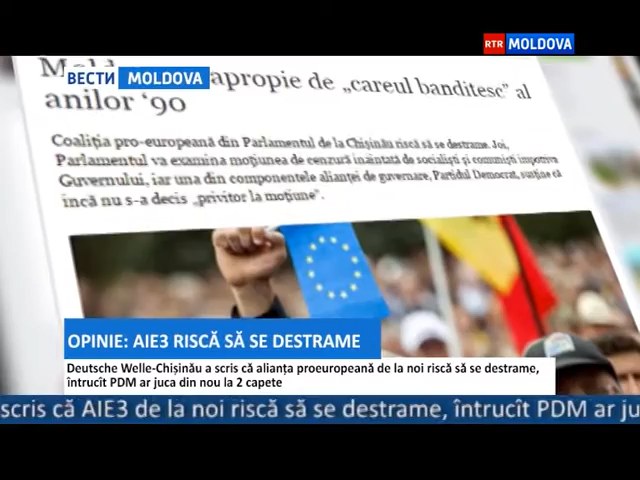 RTR MOLDOVA
ВЕСТИ MOLDOVA
apropie de „careul banditesc” al
anilor ‘90
Coaliția pro-europeană din Parlamentul de la Chișinău riscă să se destrame. Joi,
Parlamentul va examina moțiunea de cenzură înaintată de socialiști și comuniști împotriva
Guvernului, iar una din componentele alianței de guvernare, Partidul Democrat, susține că
încă nu s-a decis „privitor la moțiune”.
OPINIE: AIE3 RISCĂ SĂ SE DESTRAME
Deutsche Welle-Chișinău a scris că alianța proeuropeană de la noi riscă să se destrame,
întrucît PDM ar juca din nou la 2 capete
scris că AIE3 de la noi riscă să se destrame, întrucît PDM ar ju